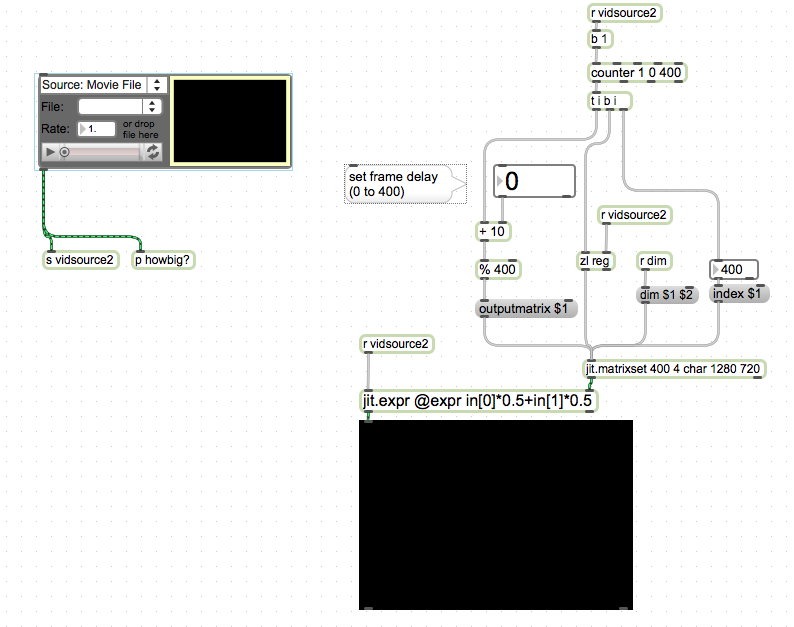 r vidsource2
b 1
counter 1 0 400
t i b i
Source: Movie File
File:
Rate:
1.
or drop
file here
set frame delay
(0 to 400)
0
r vidsource2
+ 10
s vidsource2
p howbig?
% 400
zl reg
r dim
400
outputmatrix $1
dim $1 $2
index $1
r vidsource2
jit.matrixset 400 4 char 1280 720
jit.expr @expr in[0]*0.5+in[1]*0.5